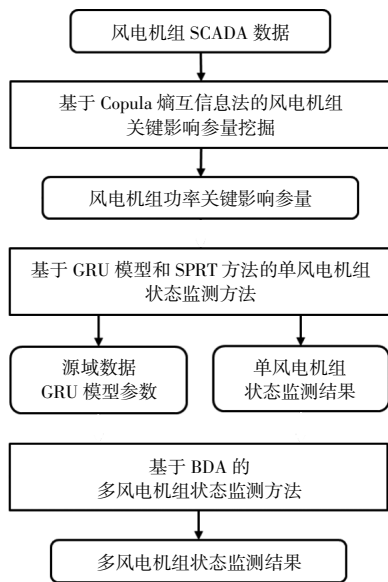 风电机组 SCADA 数据
基于 Copula 熵互信息法的风电机组
关键影响参量挖掘
风电机组功率关键影响参量
基于 GRU 模型和 SPRT 方法的单风电机组
状态监测方法
源域数据
GRU 模型参数
单风电机组
状态监测结果
基于 BDA 的
多风电机组状态监测方法
多风电机组状态监测结果